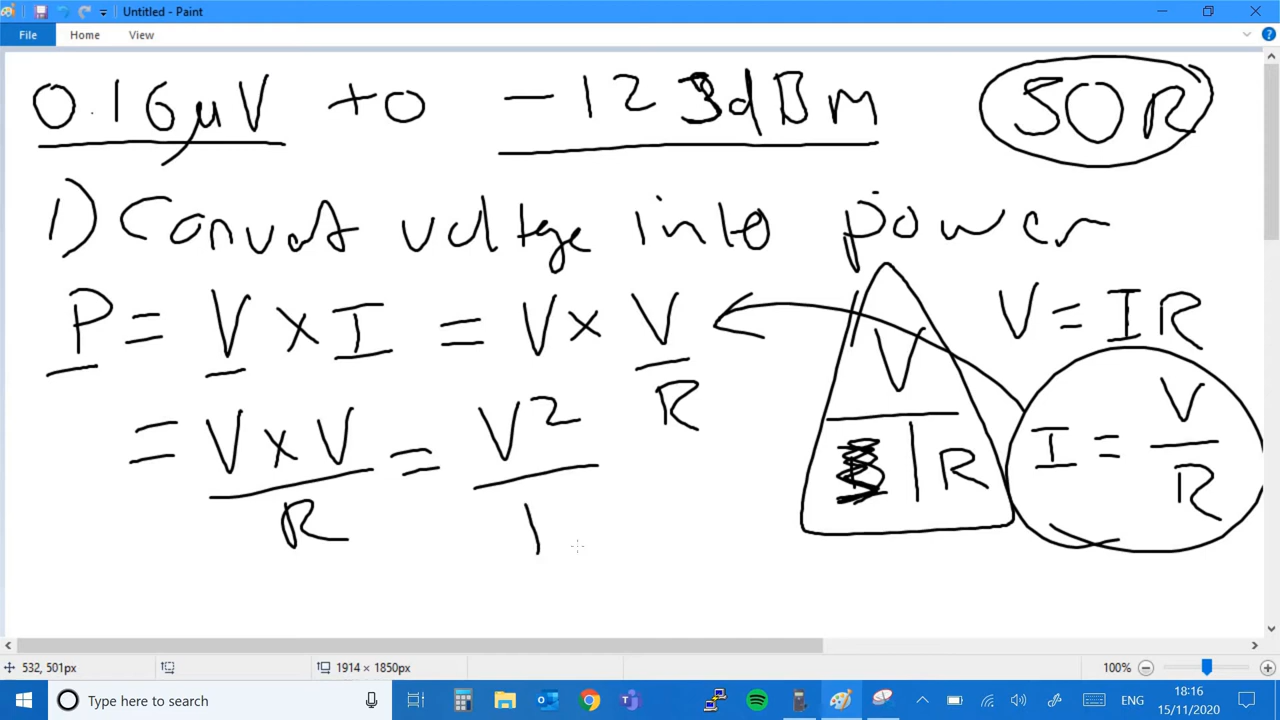 Untitled - Paint
File Home View
0.16µV to -123dBm 50R
1) Convert voltage into power
P = V × I = V × V/R
V = IR
V
R
I = V/R
= V × V/R = V²/
532, 501px 1914 × 1850px 100%
Type here to search
ENG 18:16 15/11/2020